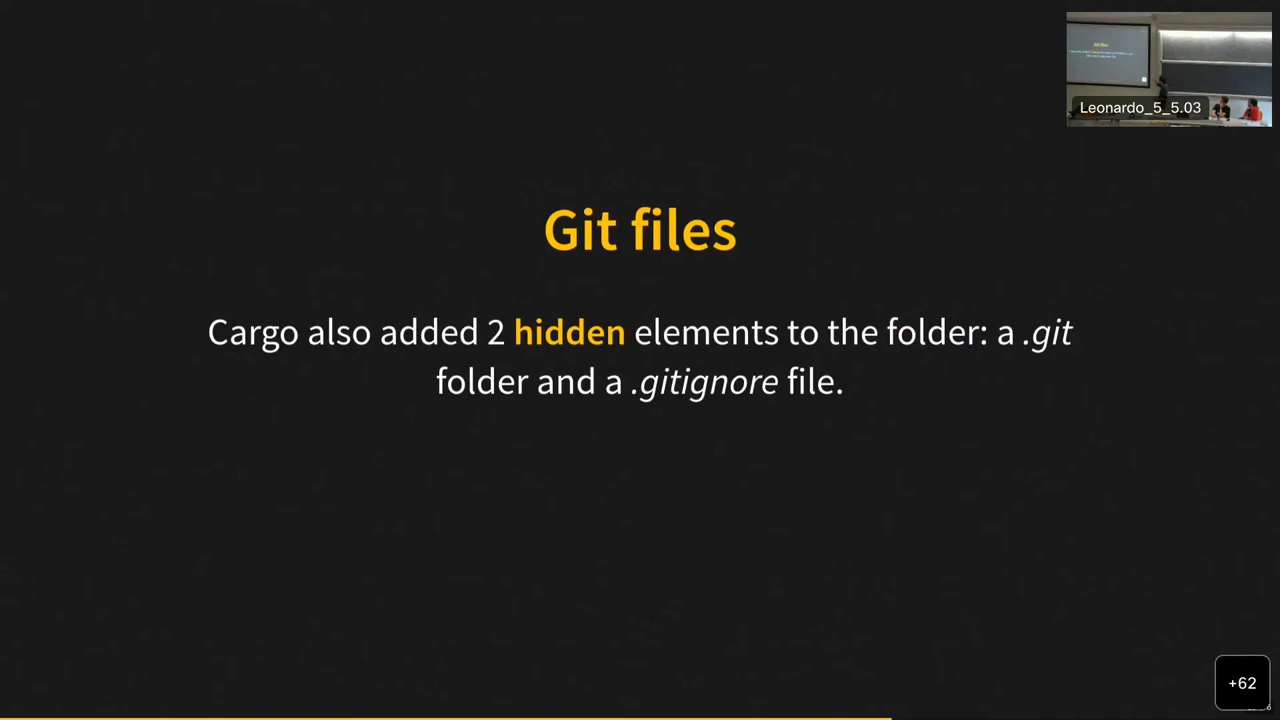 Leonardo_5_5.03
Git files
Cargo also added 2 hidden elements to the folder: a .git
folder and a .gitignore file.
+62